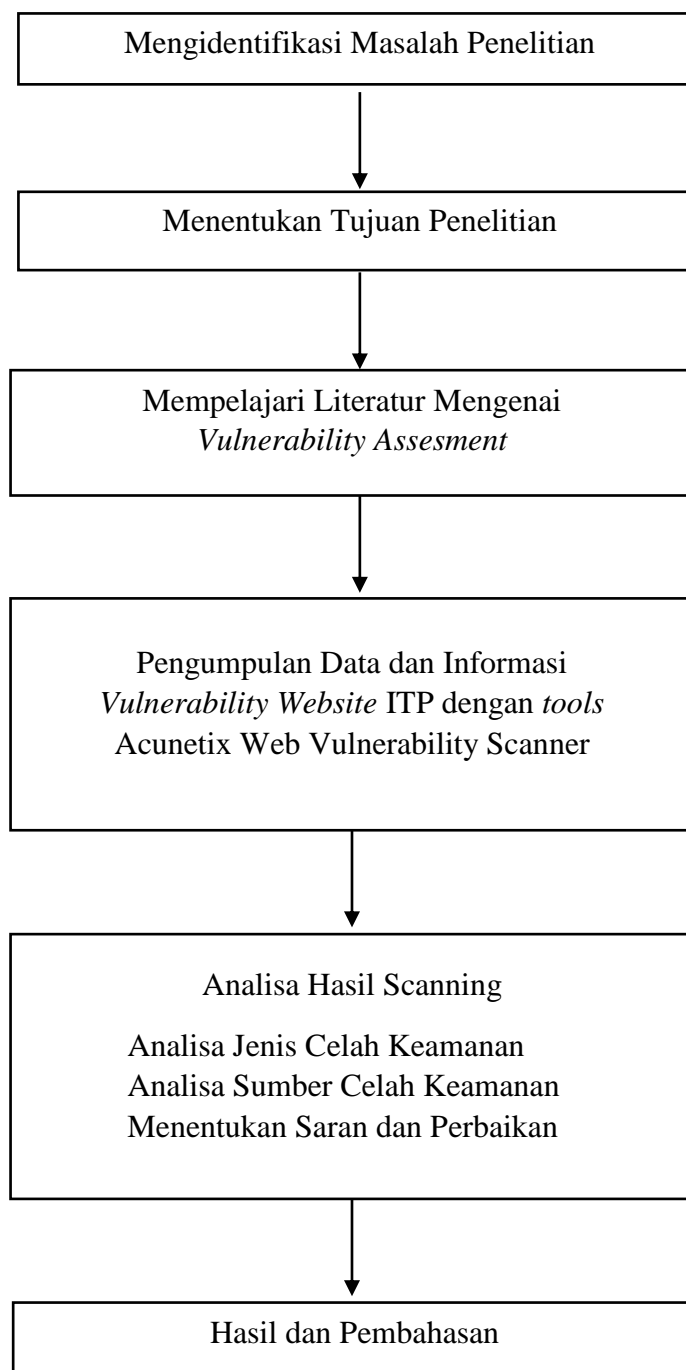 Mengidentifikasi Masalah Penelitian
Menentukan Tujuan Penelitian
Mempelajari Literatur Mengenai
Vulnerability Assesment
Pengumpulan Data dan Informasi
Vulnerability Website ITP dengan tools
Acunetix Web Vulnerability Scanner
Analisa Hasil Scanning
Analisa Jenis Celah Keamanan
Analisa Sumber Celah Keamanan
Menentukan Saran dan Perbaikan
Hasil dan Pembahasan